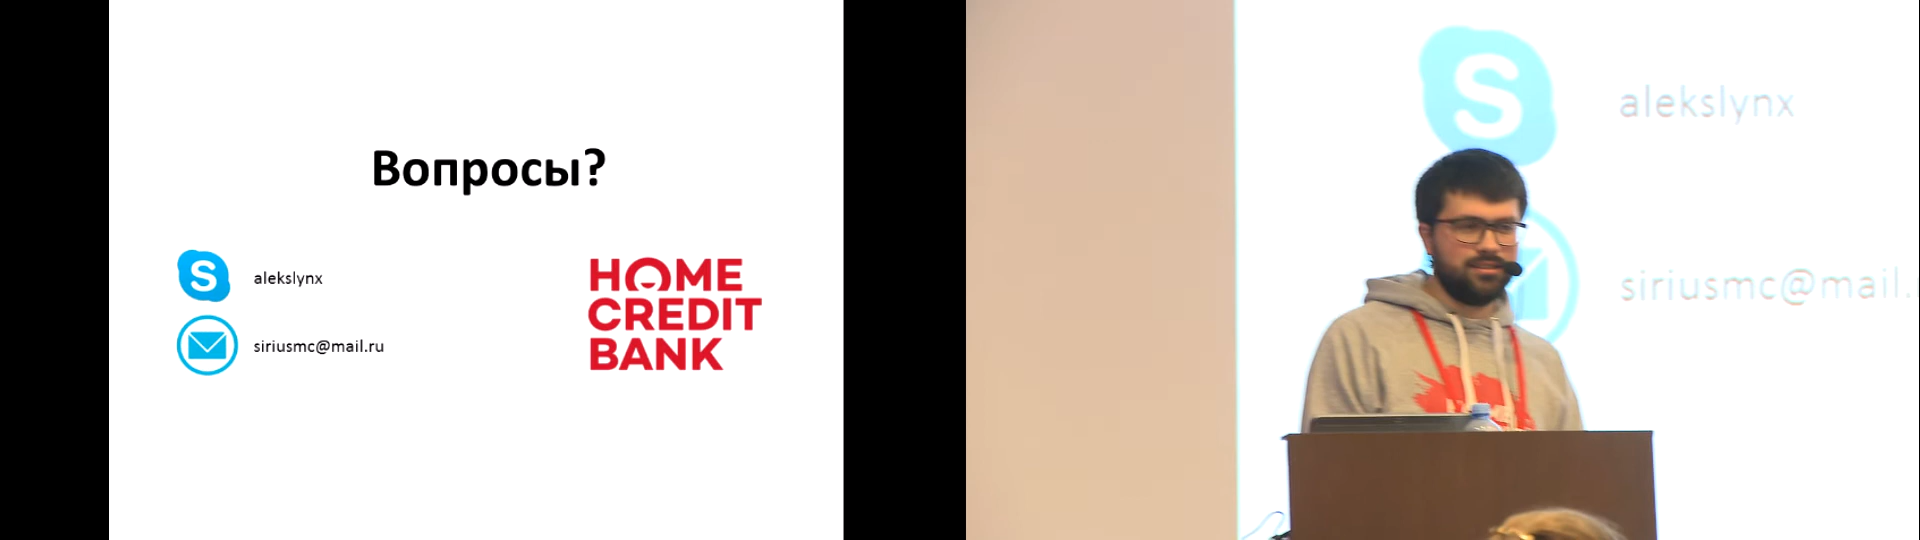 Вопросы?
alekslynx
siriusmc@mail.ru
HOME
CREDIT
BANK
alekslynx
siriusmc@mail.